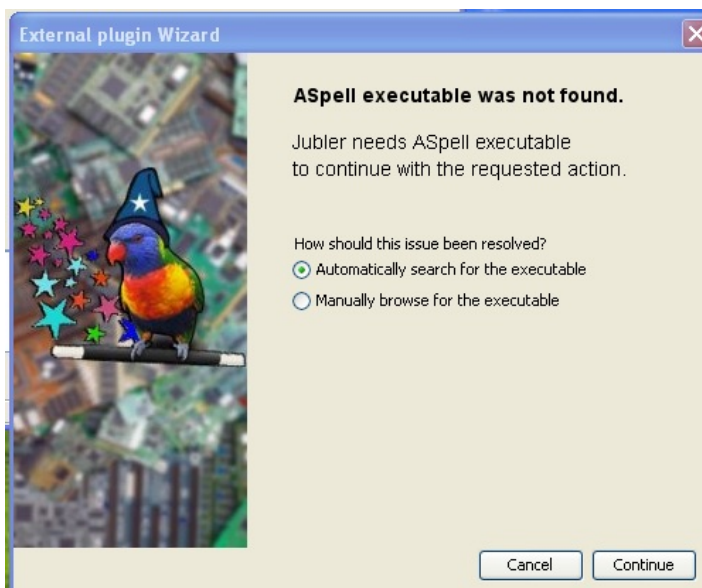 External plugin Wizard
ASpell executable was not found.
Jubler needs ASpell executable
to continue with the requested action.
How should this issue been resolved?
Automatically search for the executable
Manually browse for the executable
Cancel
Continue